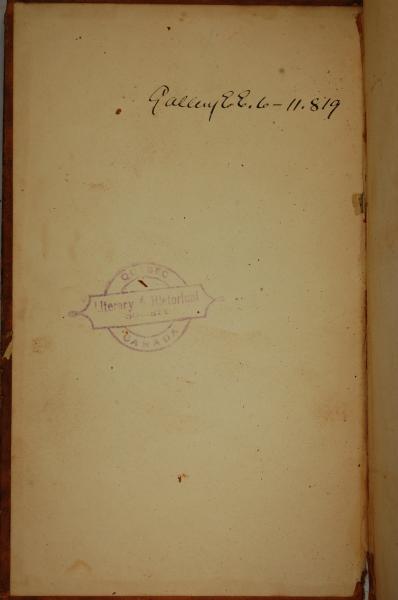 Gallery E E. 6 - 11.819
QUEBEC
Literary & Historical
SOCIETY
CANADA